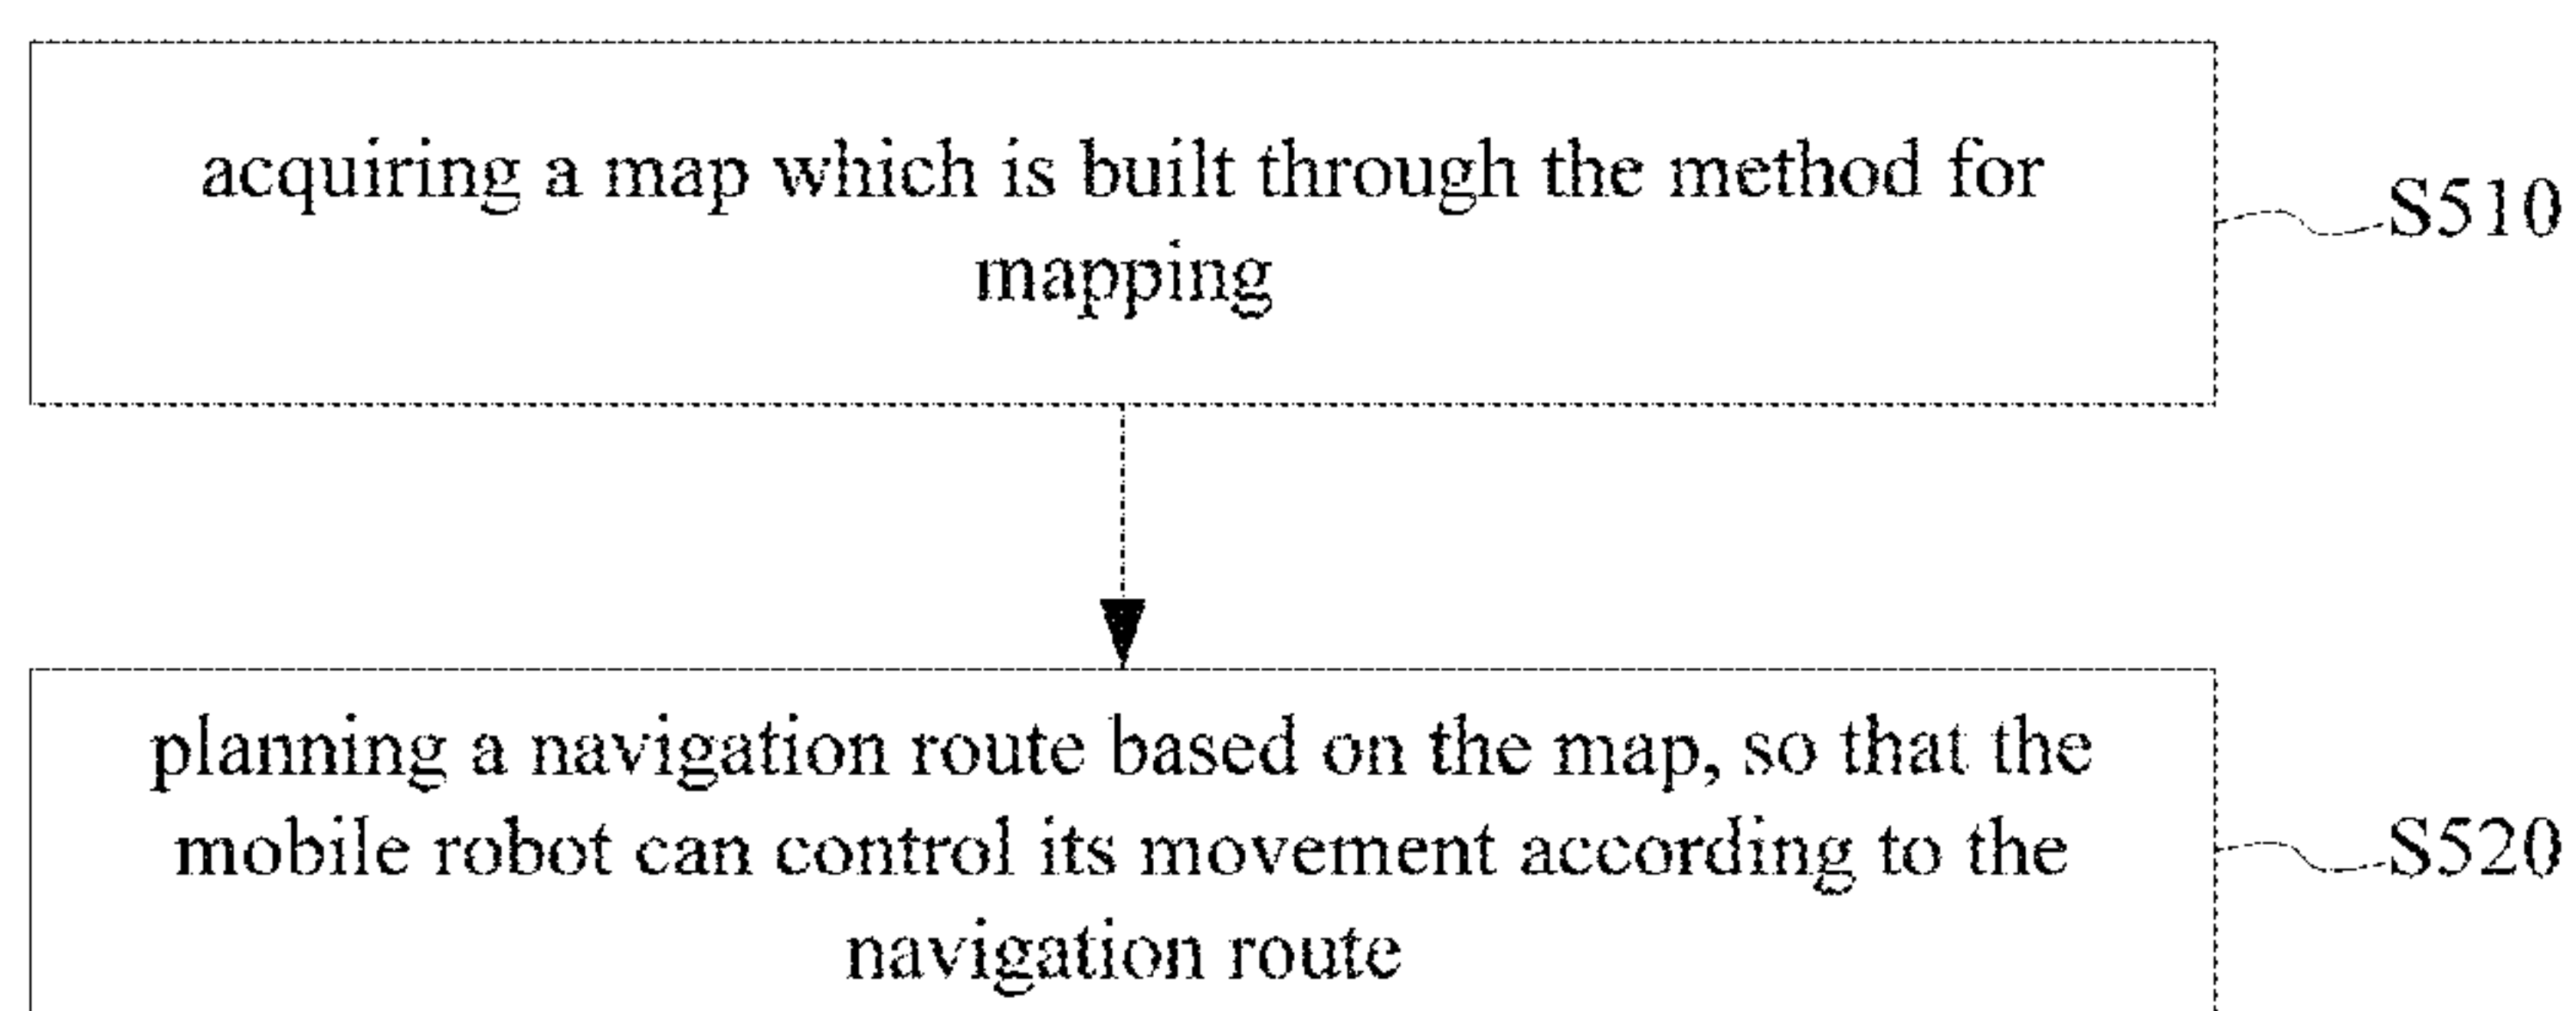 acquiring a map which is built through the method for
mapping
S510
planning a navigation route based on the map, so that the
mobile robot can control its movement according to the
navigation route
S520